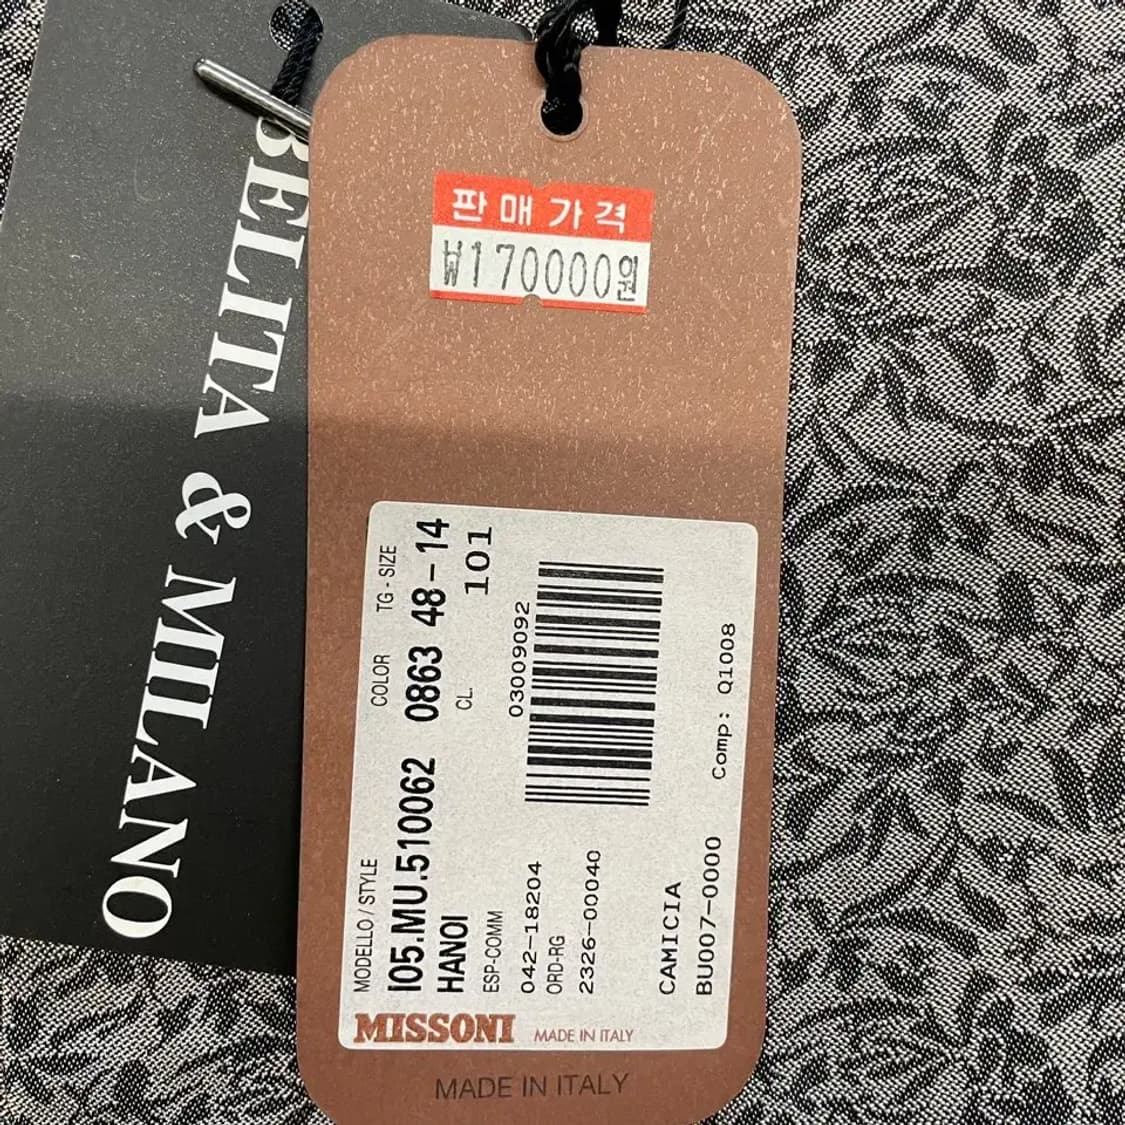 BELITA & MILANO
판매가격
₩170000원
MODELLO / STYLE COLOR TG - SIZE
I05.MU.510062 0863 48-14
HANOI CL. 101
ESP-COMM
042-18204
ORD-RG
2326-00040
03009092
CAMICIA
BU007-0000 Comp: Q1008
MISSONI MADE IN ITALY
MADE IN ITALY